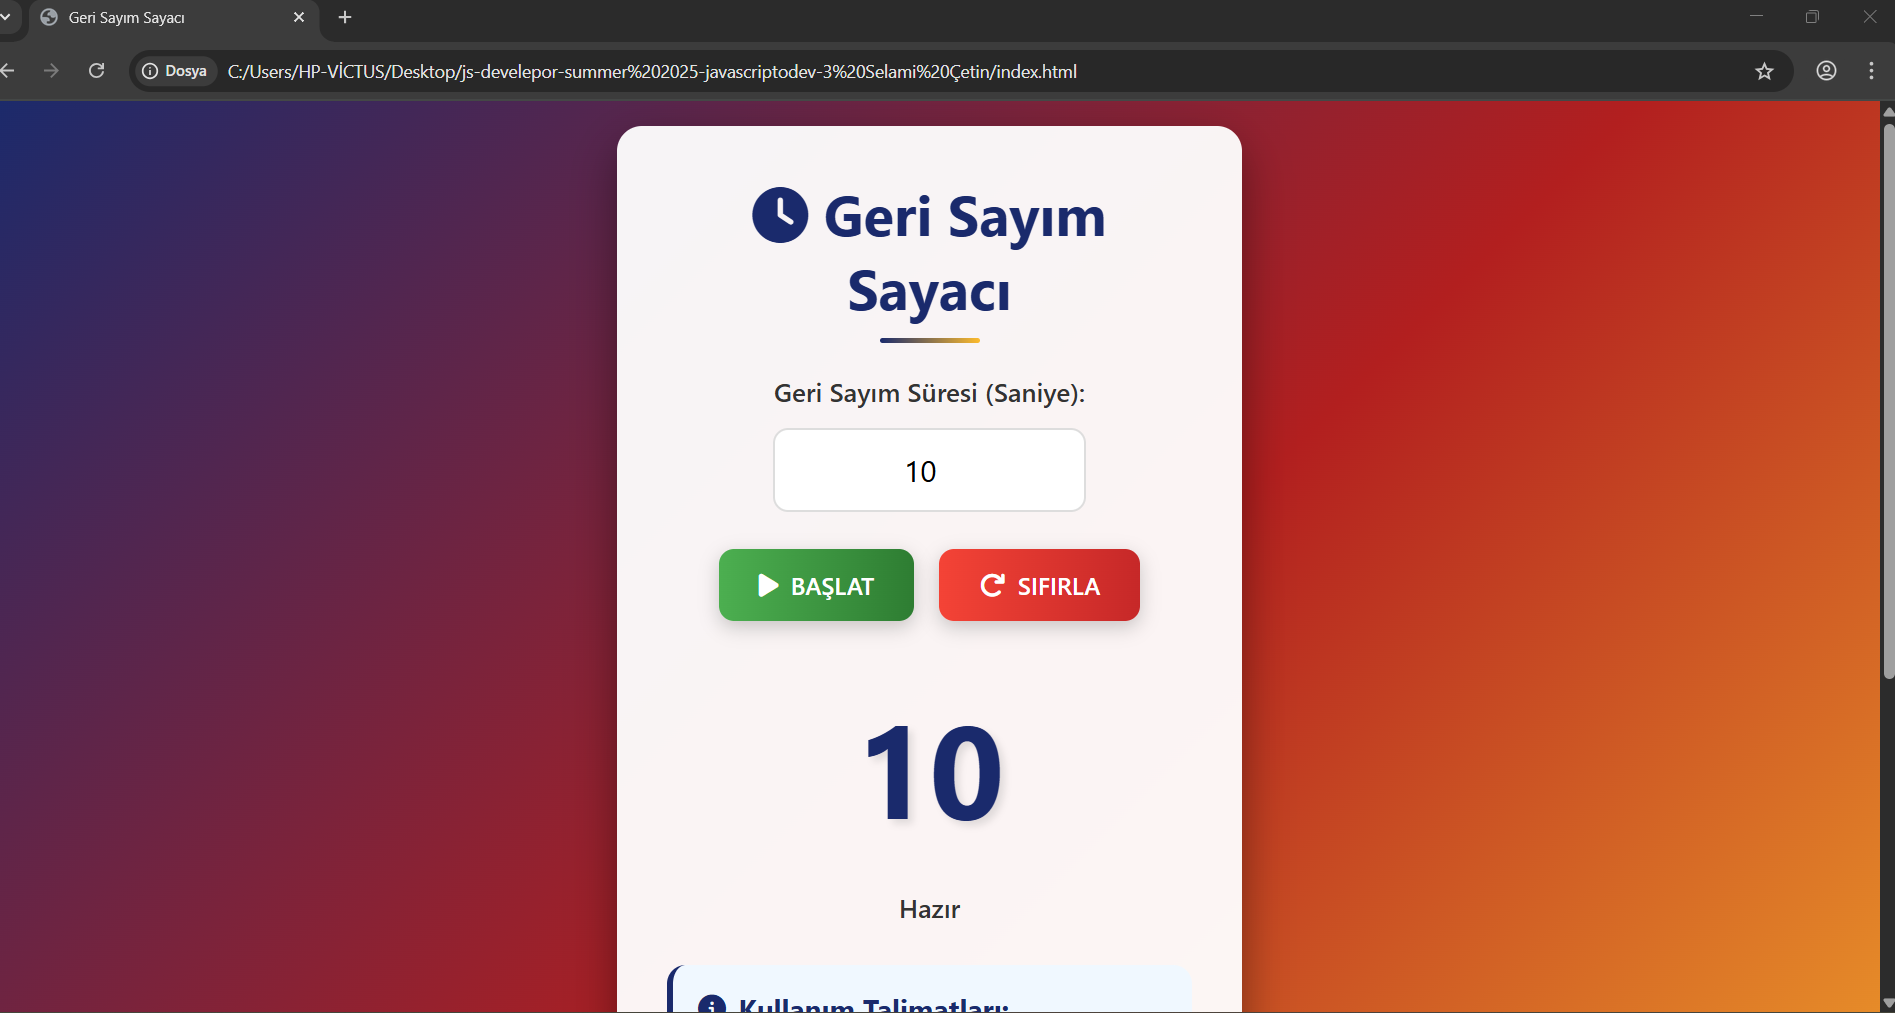 Geri Sayım Sayacı
Dosya
C:/Users/HP-VİCTUS/Desktop/js-develepor-summer%202025-javascriptodev-3%20Selami%20Çetin/index.html
Geri Sayım
Sayacı
Geri Sayım Süresi (Saniye):
10
BAŞLAT
SIFIRLA
10
Hazır
Kullanım Talimatları: